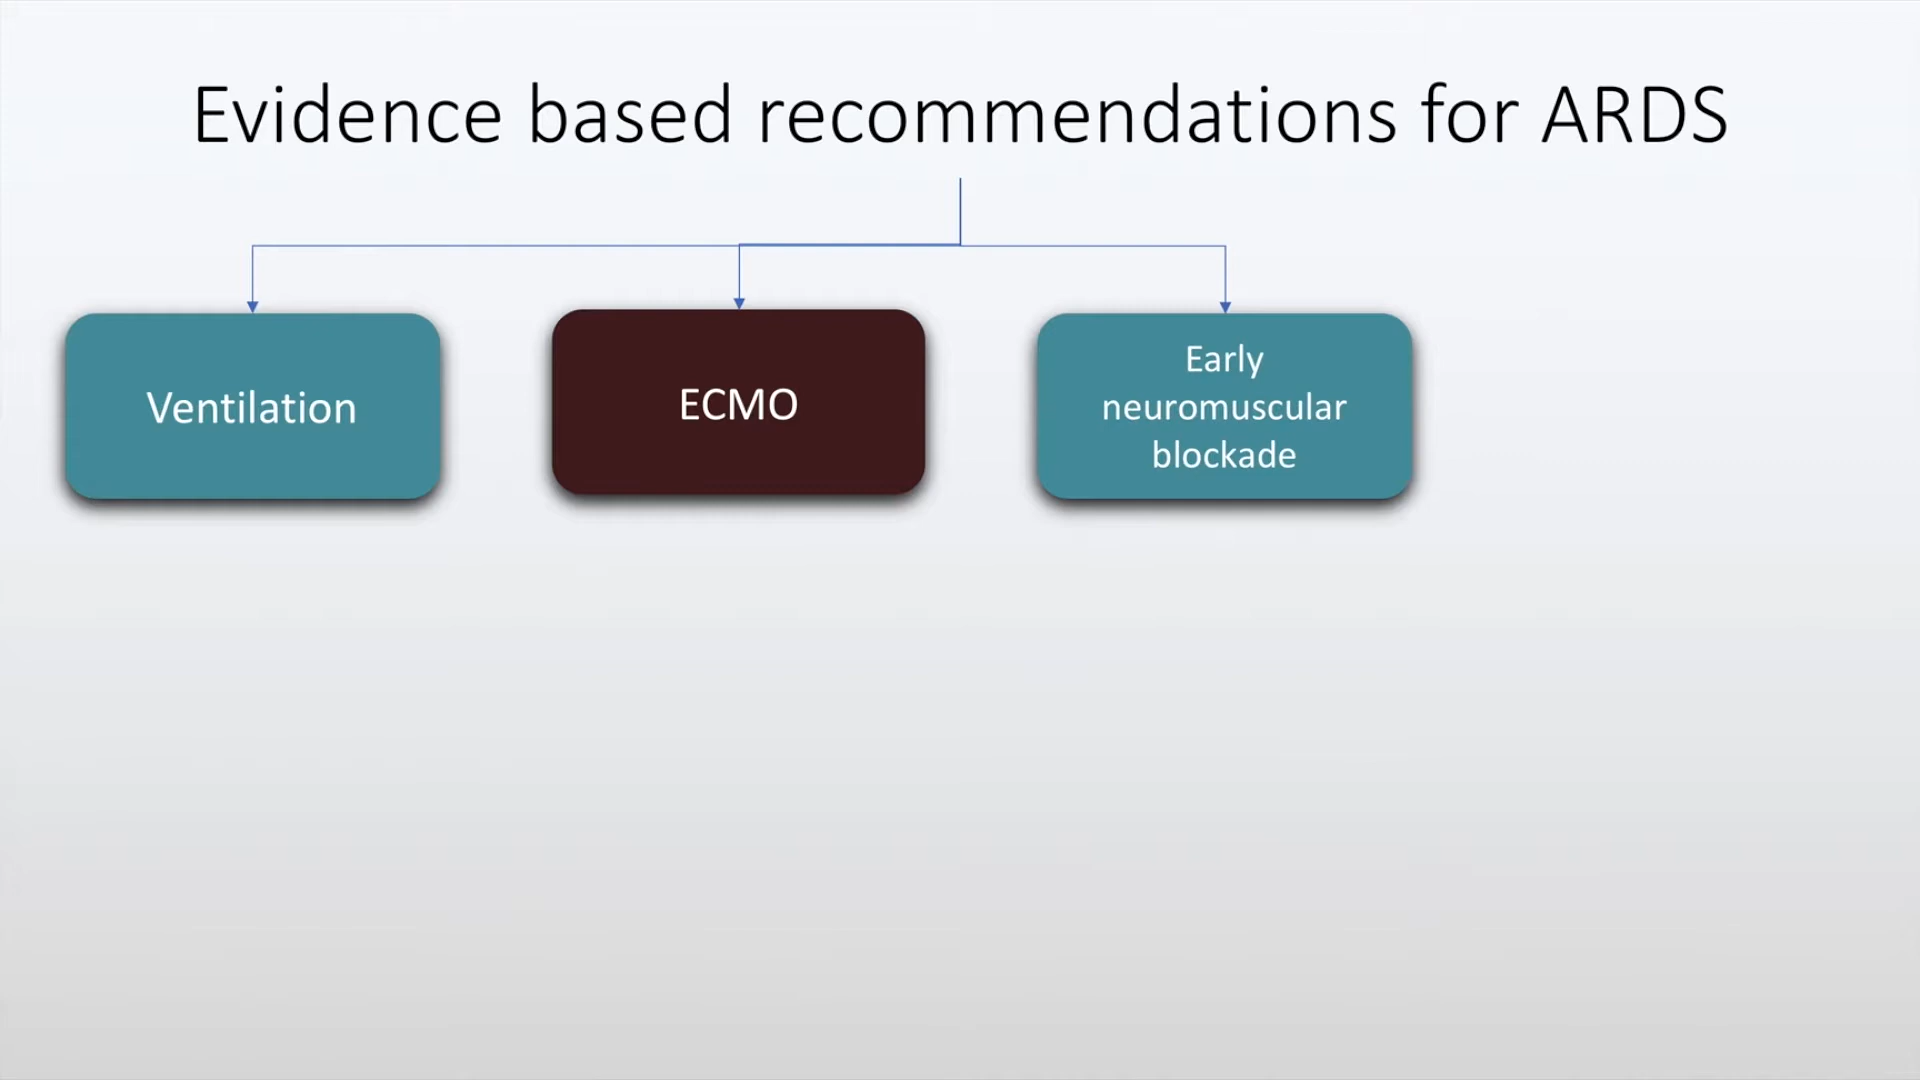 Evidence based recommendations for ARDS
Ventilation
ECMO
Early
neuromuscular
blockade